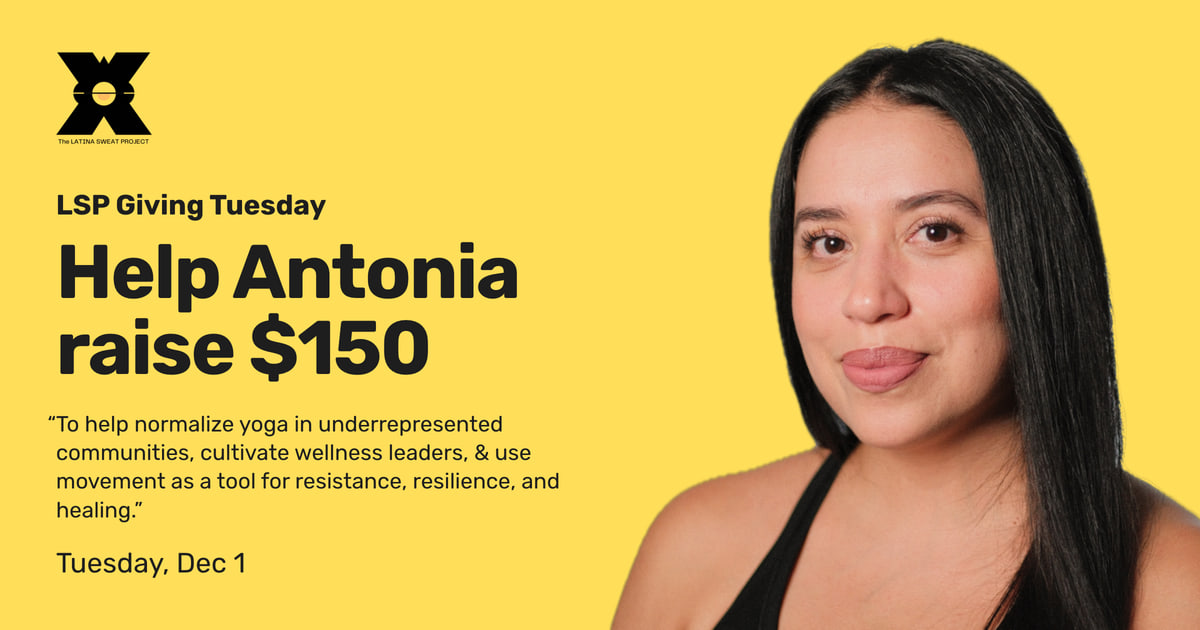 The LATINA SWEAT PROJECT
LSP Giving Tuesday
Help Antonia
raise $150
“To help normalize yoga in underrepresented
communities, cultivate wellness leaders, & use
movement as a tool for resistance, resilience, and
healing.”
Tuesday, Dec 1